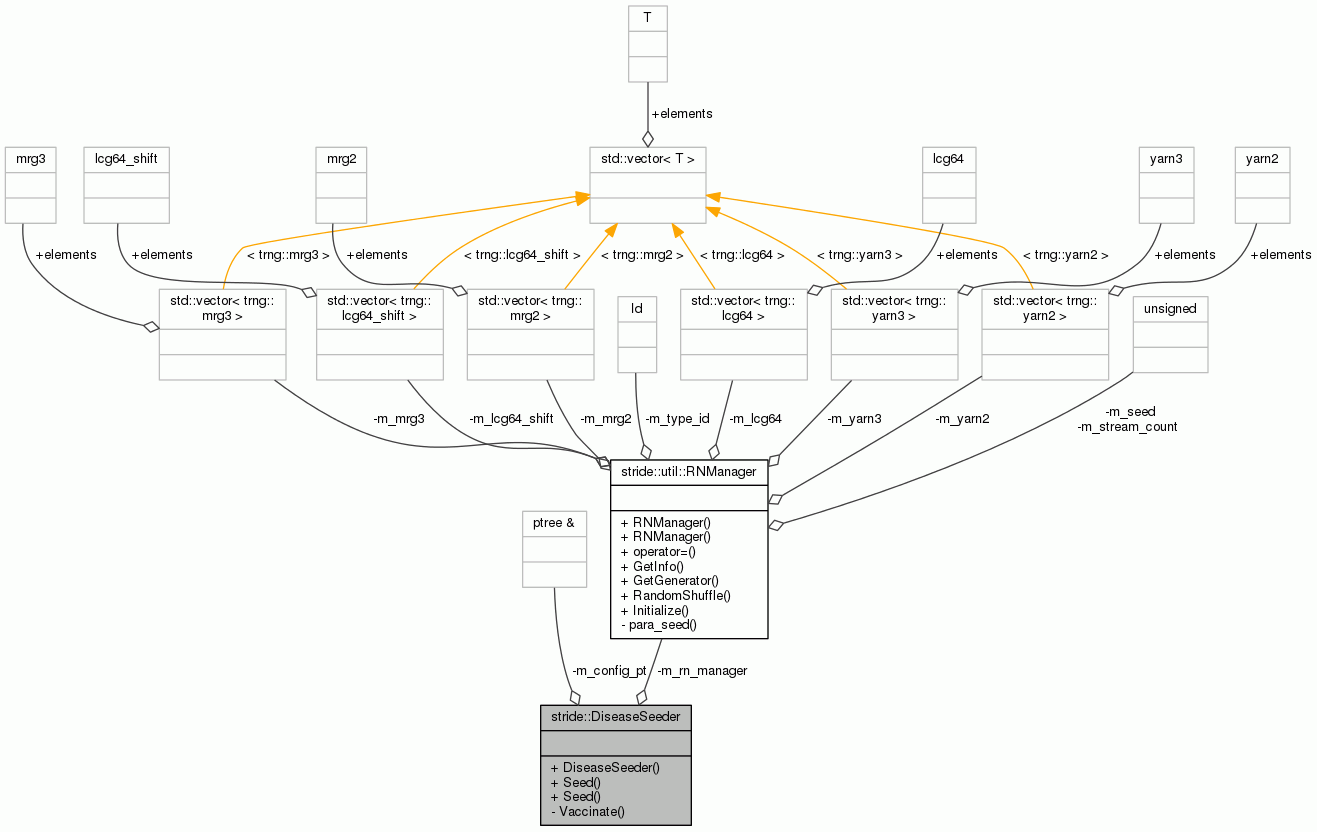 T
+elements
mrg3
lcg64_shift
mrg2
std::vector< T >
lcg64
yarn3
yarn2
+elements
+elements
+elements
+elements
+elements
+elements
< trng::mrg3 >
< trng::lcg64_shift >
< trng::mrg2 >
< trng::lcg64 >
< trng::yarn3 >
< trng::yarn2 >
std::vector< trng::
mrg3 >
std::vector< trng::
lcg64_shift >
std::vector< trng::
mrg2 >
Id
std::vector< trng::
lcg64 >
std::vector< trng::
yarn3 >
std::vector< trng::
yarn2 >
unsigned
-m_mrg3
-m_lcg64_shift
-m_mrg2
-m_type_id
-m_lcg64
-m_yarn3
-m_yarn2
-m_seed
-m_stream_count
stride::util::RNManager
+ RNManager()
+ RNManager()
+ operator=()
+ GetInfo()
+ GetGenerator()
+ RandomShuffle()
+ Initialize()
- para_seed()
ptree &
-m_config_pt
-m_rn_manager
stride::DiseaseSeeder
+ DiseaseSeeder()
+ Seed()
+ Seed()
- Vaccinate()